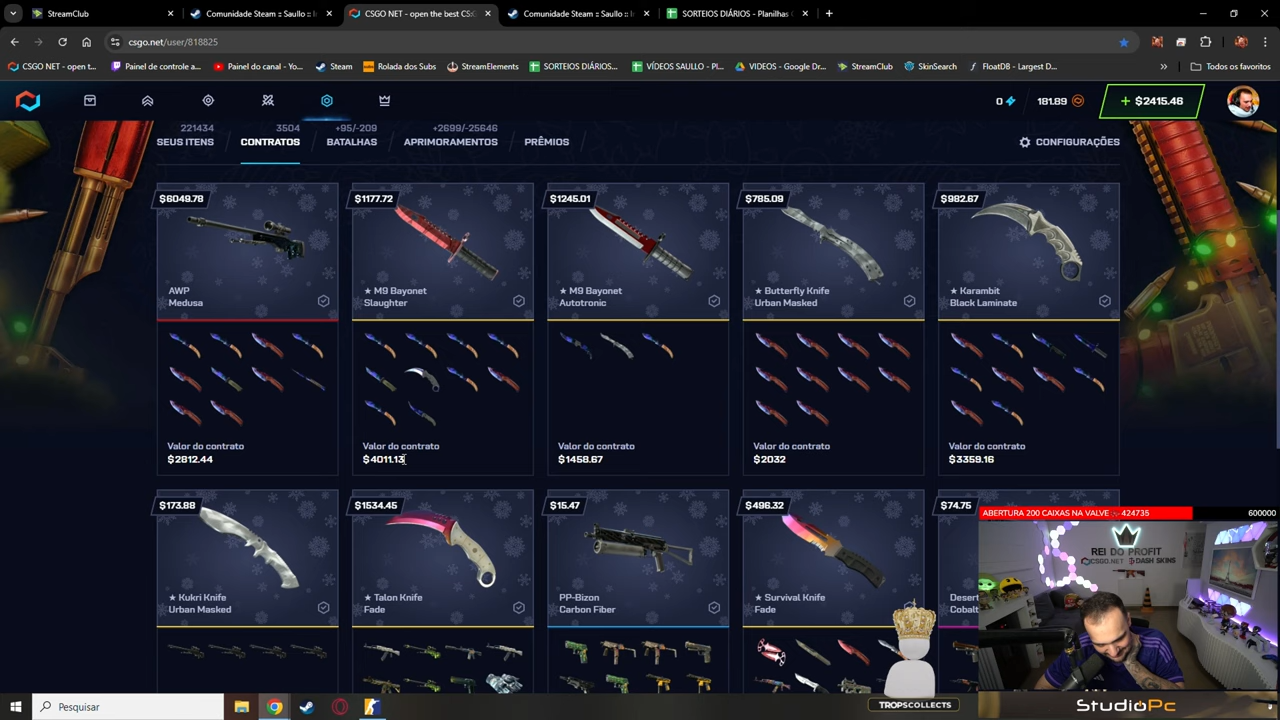 StreamClub
Comunidade Steam :: Saullo :: I
CSGO NET - open the best CS:
Comunidade Steam :: Saullo :: I
SORTEIOS DIÁRIOS - Planilhas
csgo.net/user/818825
CSGO NET - open t...
Painel de controle a...
Painel do canal - Yo...
Steam
Rolada dos Subs
StreamElements
SORTEIOS DIÁRIOS...
VÍDEOS SAULLO - Pl...
VIDEOS - Google Dr...
StreamClub
SkinSearch
FloatDB - Largest D...
Todos os favoritos
0
181.89
+ $2415.46
221434
3504
+95/-209
+2699/-25646
SEUS ITENS
CONTRATOS
BATALHAS
APRIMORAMENTOS
PRÊMIOS
CONFIGURAÇÕES
$6049.78
$1177.72
$1245.01
$785.09
$982.67
AWP
Medusa
★ M9 Bayonet
Slaughter
★ M9 Bayonet
Autotronic
★ Butterfly Knife
Urban Masked
★ Karambit
Black Laminate
Valor do contrato
$2812.44
Valor do contrato
$4011.13
Valor do contrato
$1458.67
Valor do contrato
$2032
Valor do contrato
$3359.16
$173.88
$1534.45
$15.47
$496.32
$74.75
★ Kukri Knife
Urban Masked
★ Talon Knife
Fade
PP-Bizon
Carbon Fiber
★ Survival Knife
Fade
Desert
Cobalt
ABERTURA 200 CAIXAS NA VALVE
424735
600000
REI DO PROFIT
CSGO.NET
DASH SKINS
TROPSCOLLECTS
StudioPc
Pesquisar